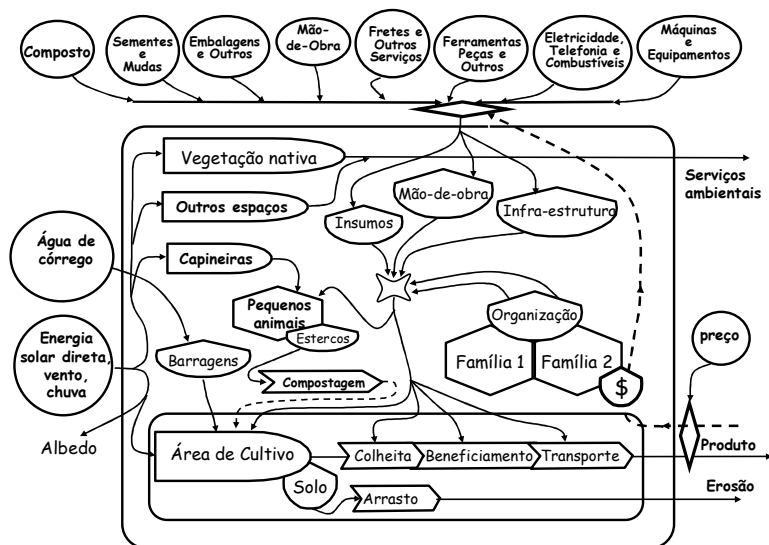 Composto
Sementes
e
Mudas
Embalagens
e Outros
Mão-
de-Obra
Fretes e
Outros
Serviços
Ferramentas
Peças e
Outros
Eletricidade,
Telefonia e
Combustíveis
Máquinas
e
Equipamentos
Vegetação nativa
Serviços
ambientais
Outros espaços
Insumos
Mão-de-obra
Infra-estrutura
Água de
córrego
Capineiras
Pequenos
animais
Estercos
Organização
Família 1
Família 2
$
preço
Energia
solar direta,
vento,
chuva
Barragens
Compostagem
Albedo
Área de Cultivo
Colheita
Beneficiamento
Transporte
Produto
Solo
Arrasto
Erosão